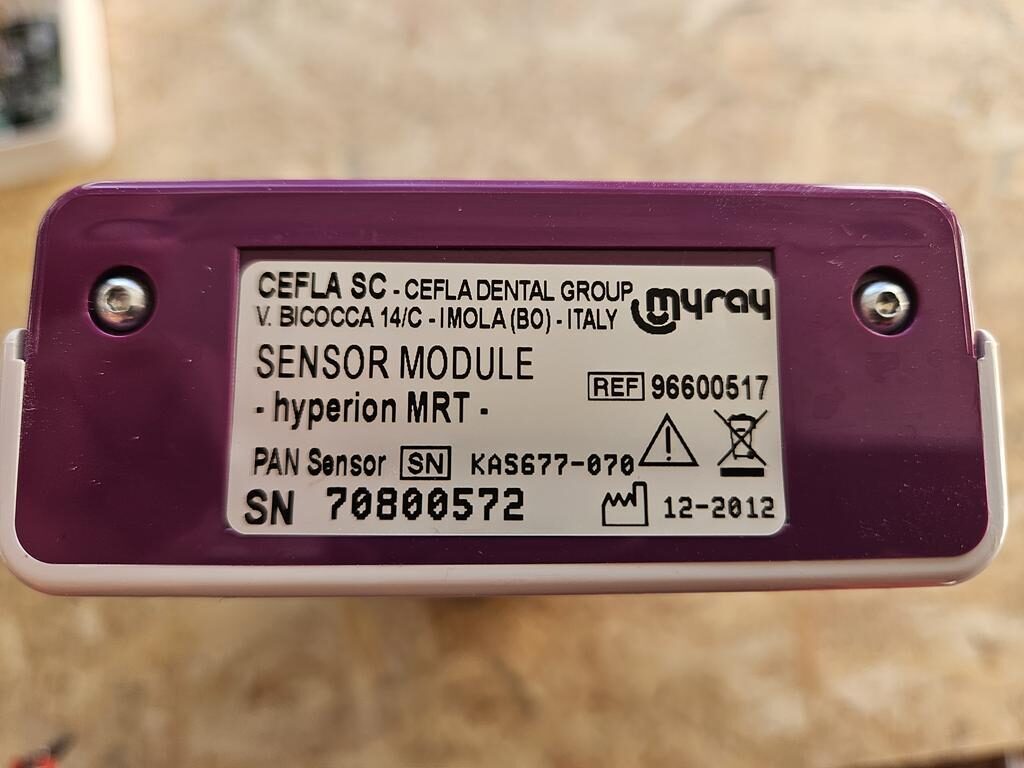 CEFLA SC - CEFLA DENTAL GROUP
V. BICOCCA 14/C - IMOLA (BO) - ITALY
myray
SENSOR MODULE
- hyperion MRT -
REF 96600517
PAN Sensor SN KAS677-070
SN 70800572
12-2012